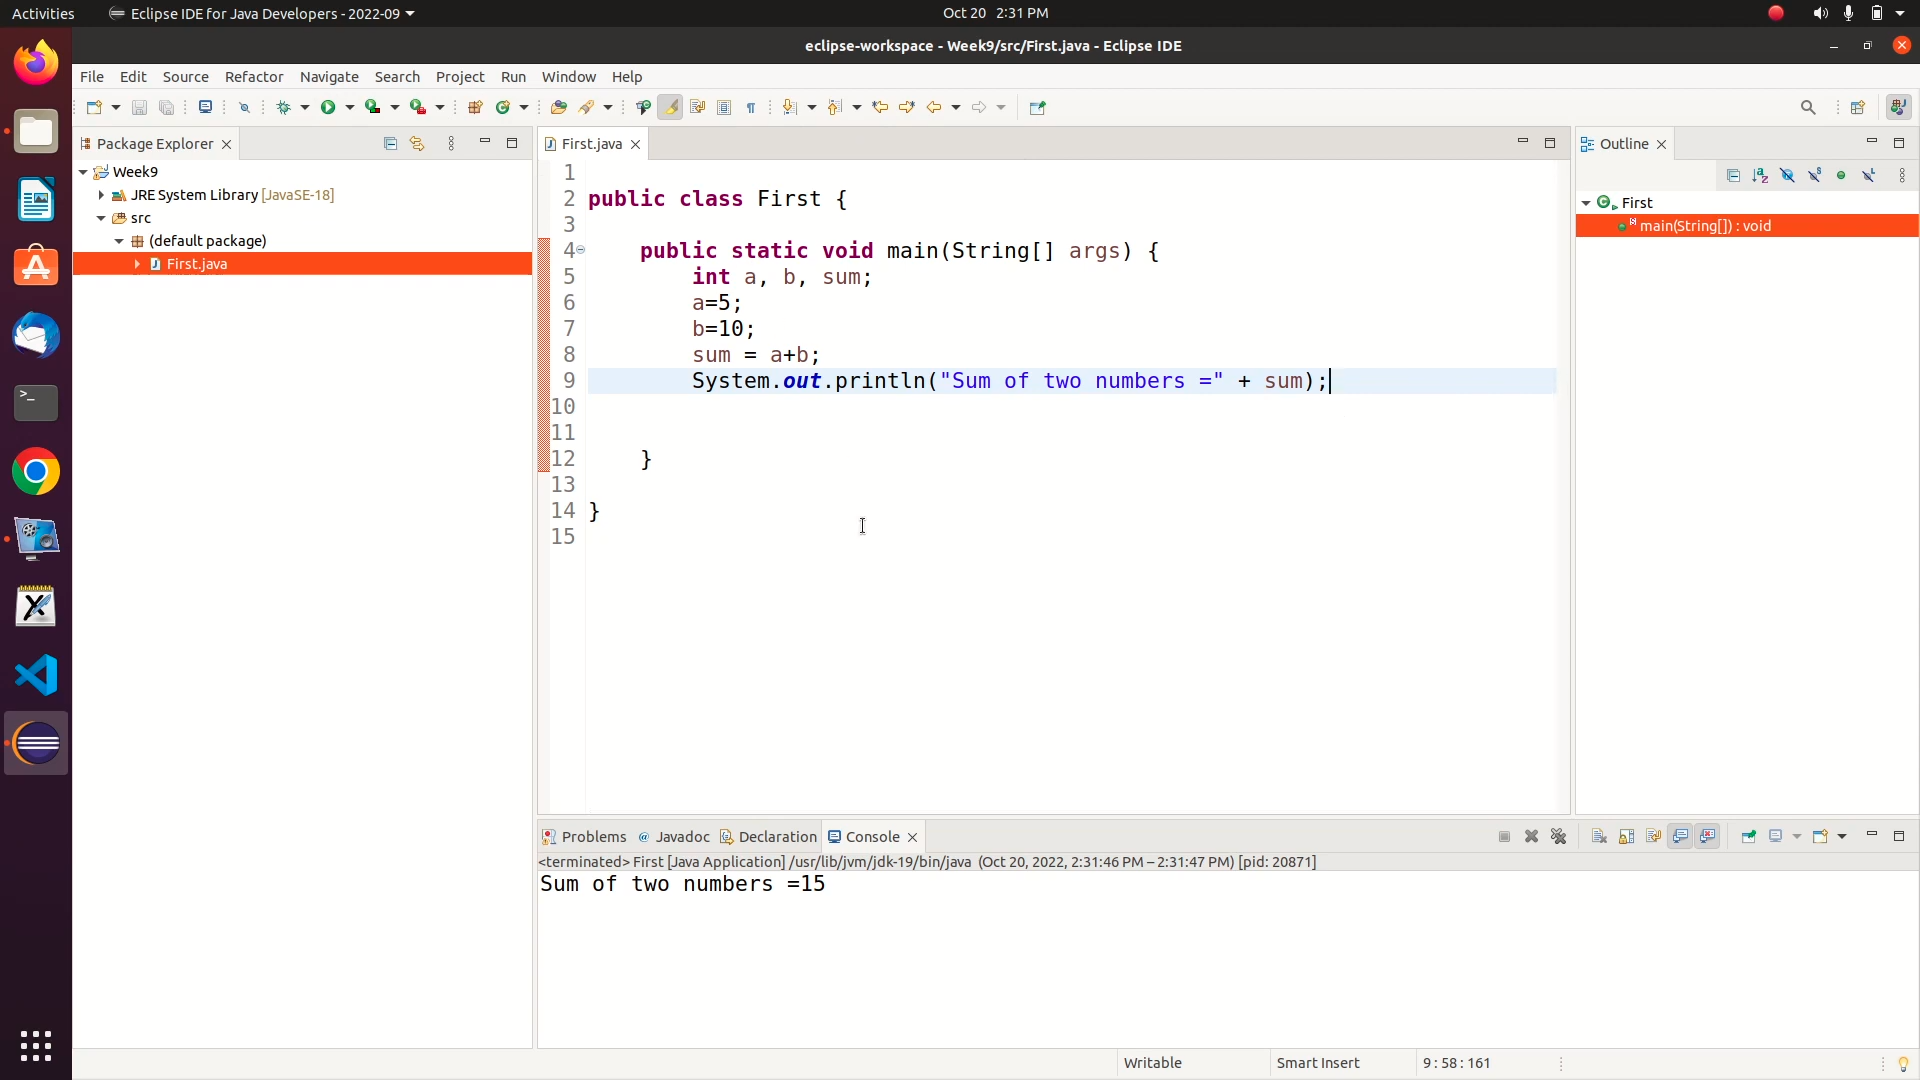 Activities Eclipse IDE for Java Developers - 2022-09 Oct 20 2:31 PM
eclipse-workspace - Week9/src/First.java - Eclipse IDE
File Edit Source Refactor Navigate Search Project Run Window Help
Package Explorer
Week9
JRE System Library [JavaSE-18]
src
(default package)
First.java
First.java
1
2 public class First {
3
4 public static void main(String[] args) {
5 int a, b, sum;
6 a=5;
7 b=10;
8 sum = a+b;
9 System.out.println("Sum of two numbers =" + sum);
10
11
12 }
13
14 }
15
Outline
First
main(String[]) : void
Problems Javadoc Declaration Console
<terminated> First [Java Application] /usr/lib/jvm/jdk-19/bin/java (Oct 20, 2022, 2:31:46 PM – 2:31:47 PM) [pid: 20871]
Sum of two numbers =15
Writable Smart Insert 9 : 58 : 161